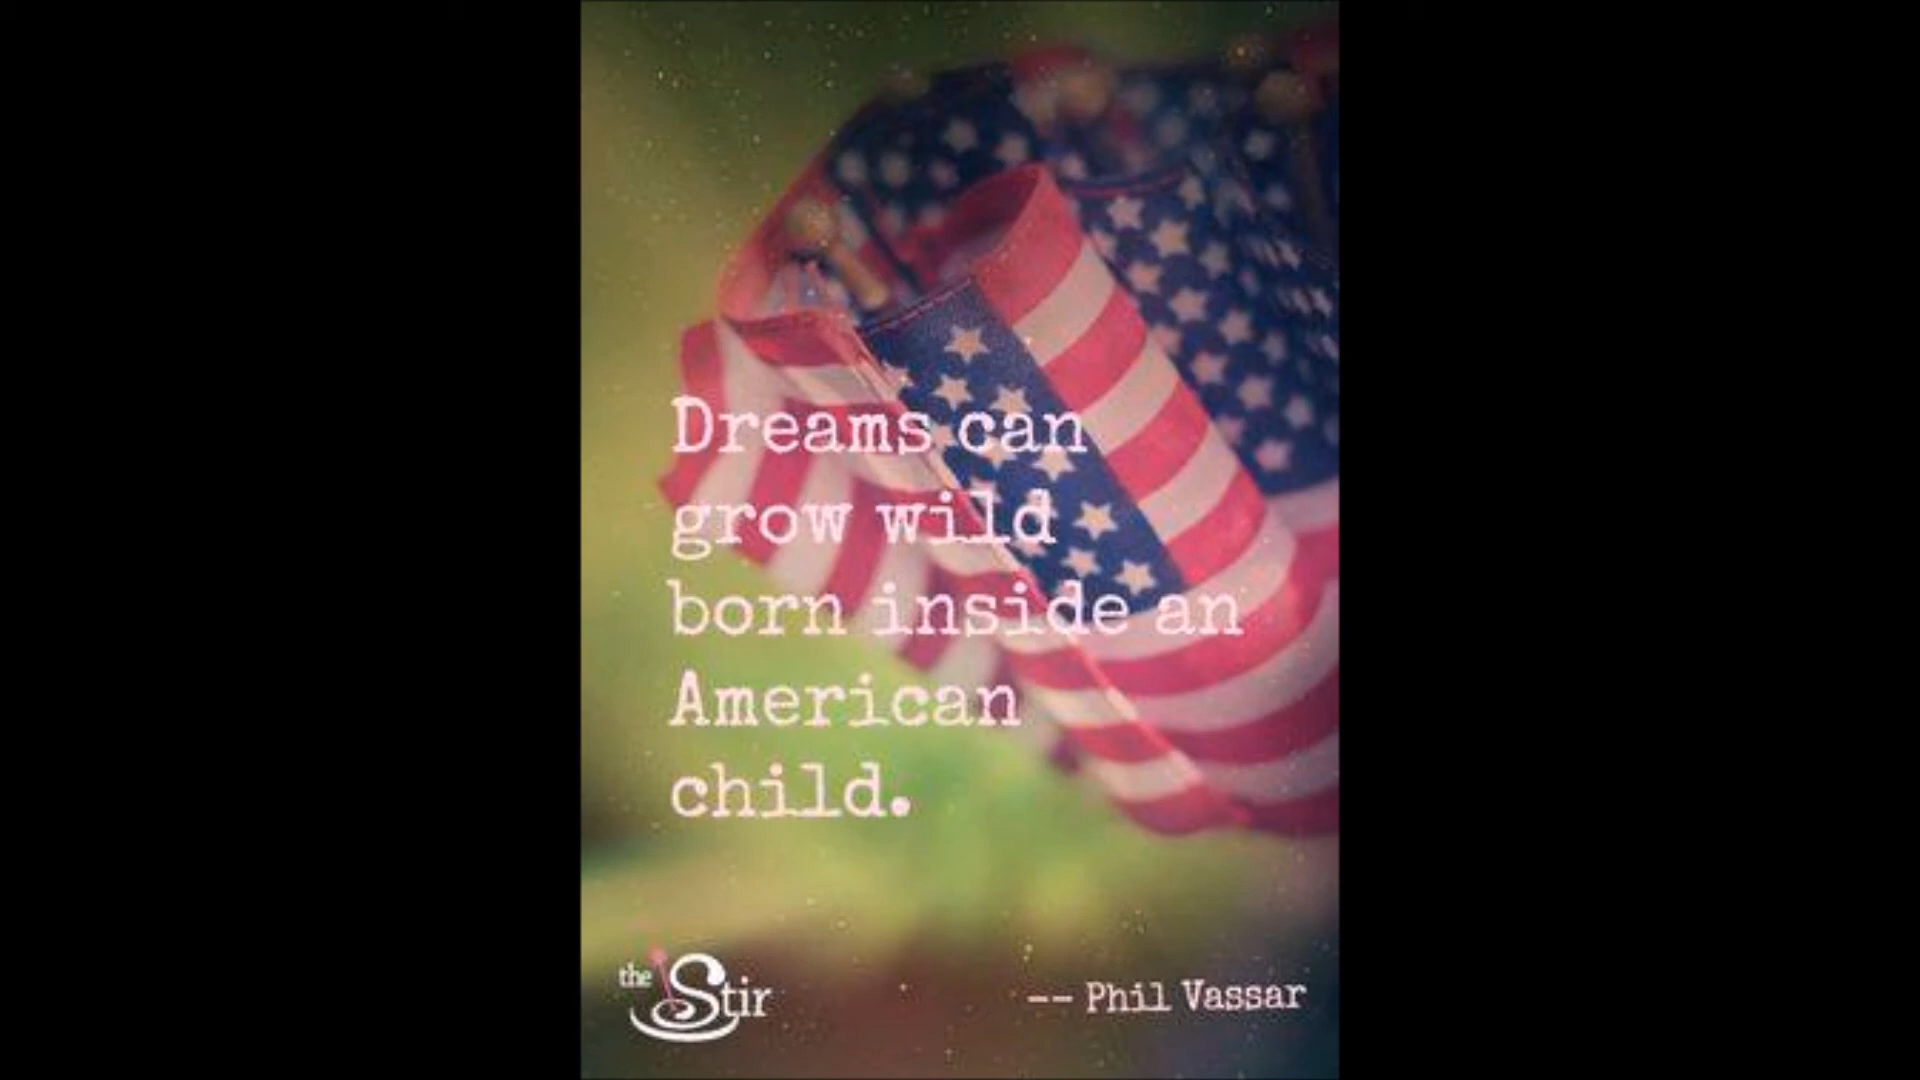 Dreams can
grow wild
born inside an
American
child.
the Stir
-- Phil Vassar